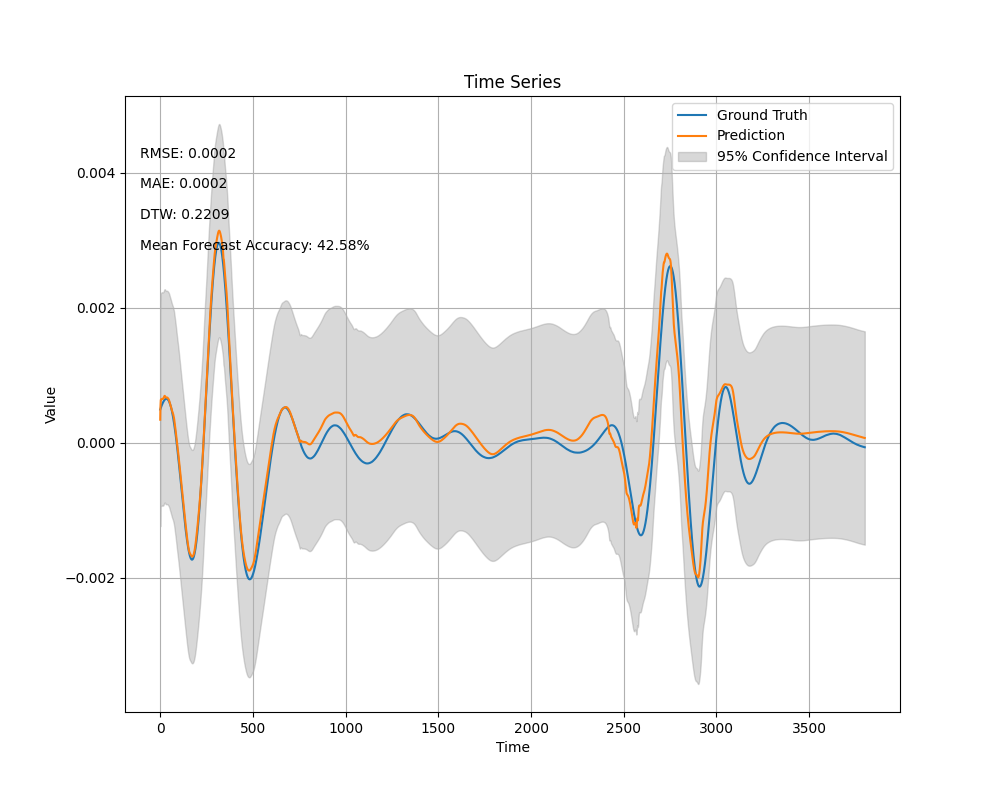 Time Series
Ground Truth
Prediction
95% Confidence Interval
RMSE: 0.0002
MAE: 0.0002
DTW: 0.2209
Mean Forecast Accuracy: 42.58%
0.004
0.002
0.000
−0.002
Value
0 500 1000 1500 2000 2500 3000 3500
Time